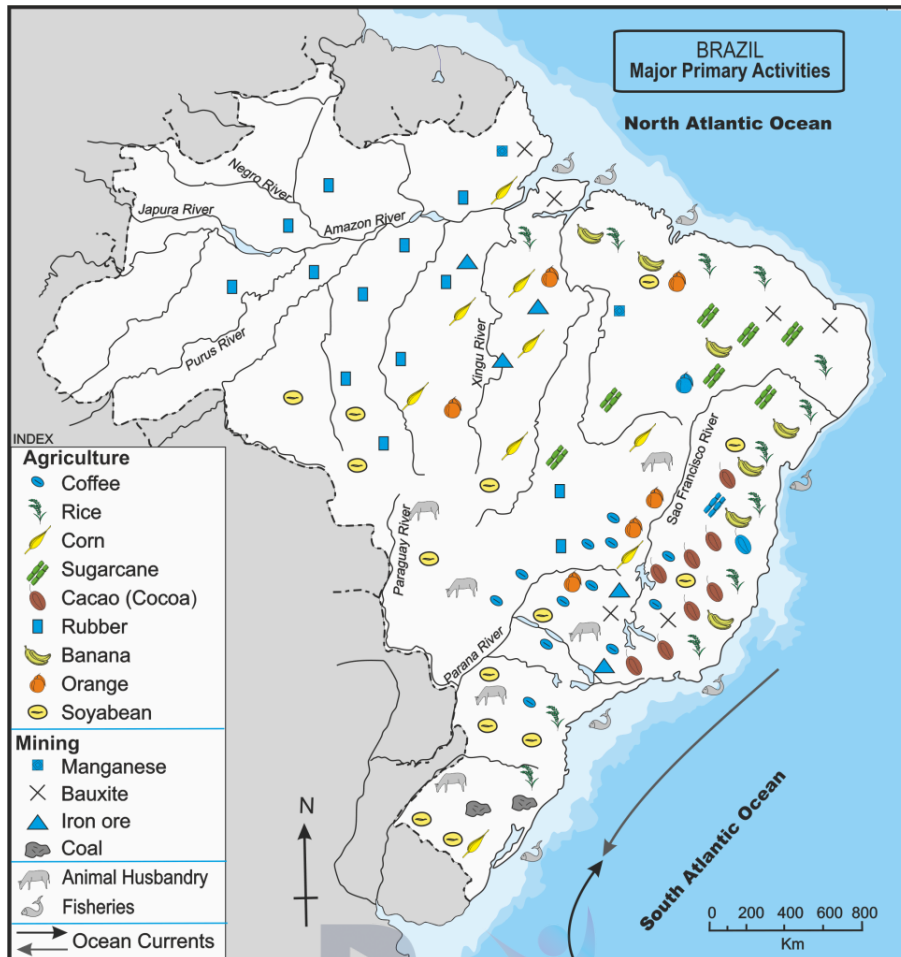 BRAZIL
Major Primary Activities
North Atlantic Ocean
Negro River
Japura River
Amazon River
Purus River
Xingu River
Sao Francisco River
Paraguay River
Parana River
INDEX
Agriculture
Coffee
Rice
Corn
Sugarcane
Cacao (Cocoa)
Rubber
Banana
Orange
Soyabean
Mining
Manganese
Bauxite
Iron ore
Coal
Animal Husbandry
Fisheries
Ocean Currents
N
South Atlantic Ocean
0 200 400 600 800
Km